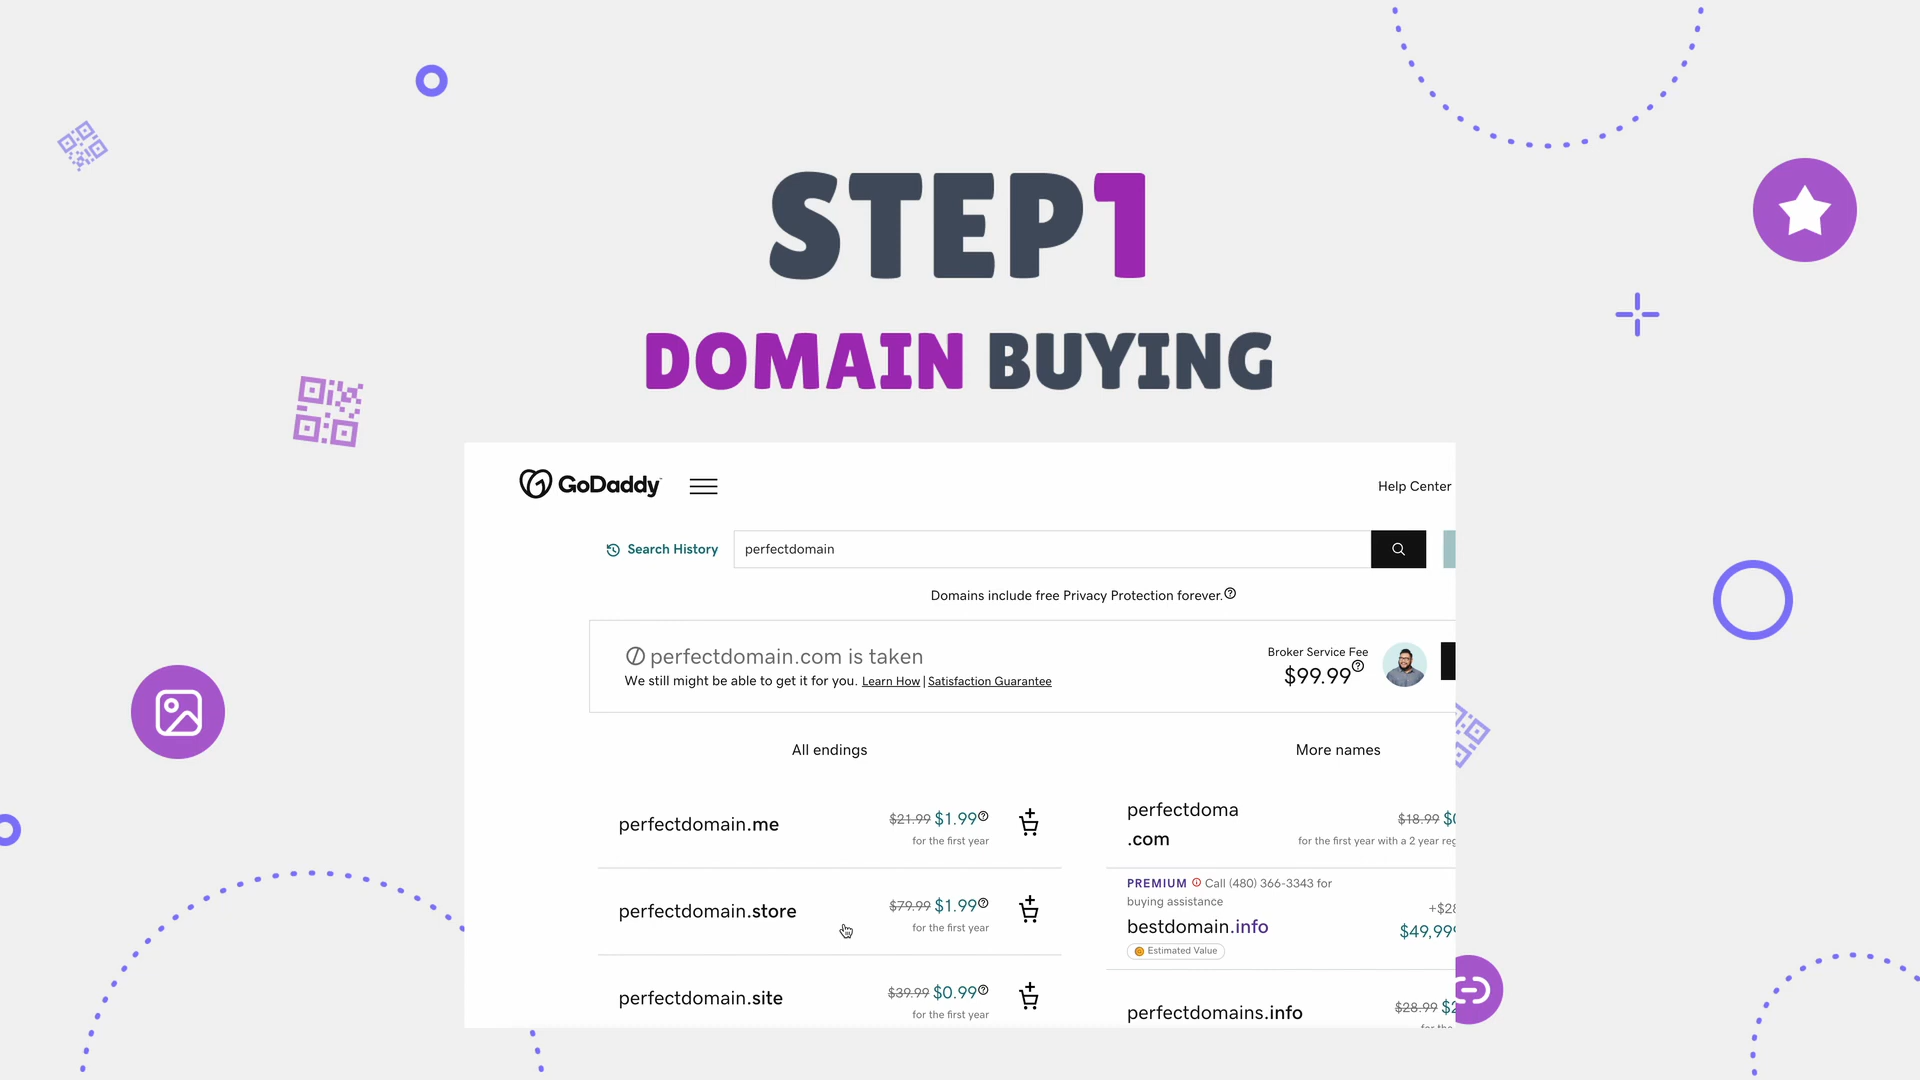 STEP1
DOMAIN BUYING
GoDaddy
Help Center
Search History
perfectdomain
Domains include free Privacy Protection forever.
perfectdomain.com is taken
We still might be able to get it for you. Learn How | Satisfaction Guarantee
Broker Service Fee
$99.99
All endings
perfectdomain.me
$21.99 $1.99
for the first year
perfectdomain.store
$79.99 $1.99
for the first year
perfectdomain.site
$39.99 $0.99
for the first year
More names
perfectdoma
.com
$18.99
for the first year with a 2 year
PREMIUM Call (480) 366-3343 for
buying assistance
bestdomain.info
Estimated Value
perfectdomains.info
$28.99